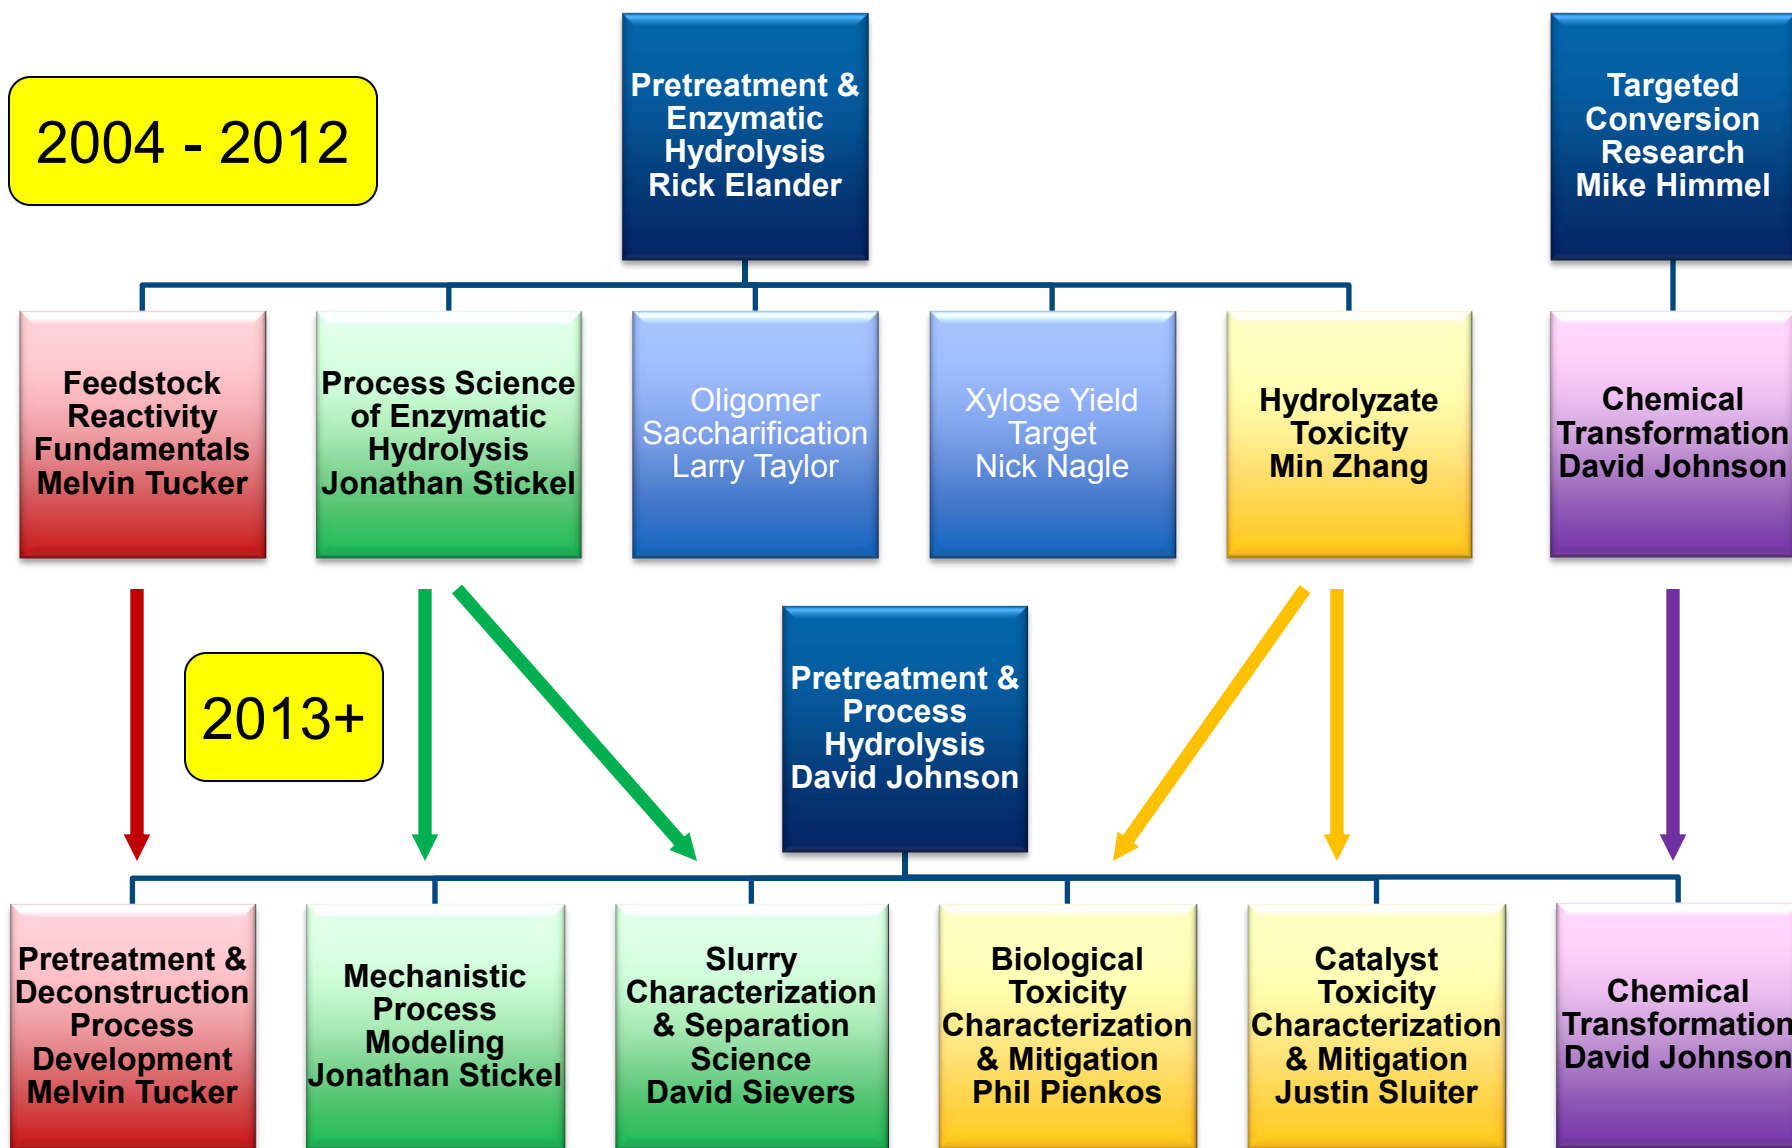 2004 - 2012
Pretreatment &
Enzymatic
Hydrolysis
Rick Elander
Targeted
Conversion
Research
Mike Himmel
Feedstock
Reactivity
Fundamentals
Melvin Tucker
Process Science
of Enzymatic
Hydrolysis
Jonathan Stickel
Oligomer
Saccharification
Larry Taylor
Xylose Yield
Target
Nick Nagle
Hydrolyzate
Toxicity
Min Zhang
Chemical
Transformation
David Johnson
2013+
Pretreatment &
Process
Hydrolysis
David Johnson
Pretreatment &
Deconstruction
Process
Development
Melvin Tucker
Mechanistic
Process
Modeling
Jonathan Stickel
Slurry
Characterization
& Separation
Science
David Sievers
Biological
Toxicity
Characterization
& Mitigation
Phil Pienkos
Catalyst
Toxicity
Characterization
& Mitigation
Justin Sluiter
Chemical
Transformation
David Johnson